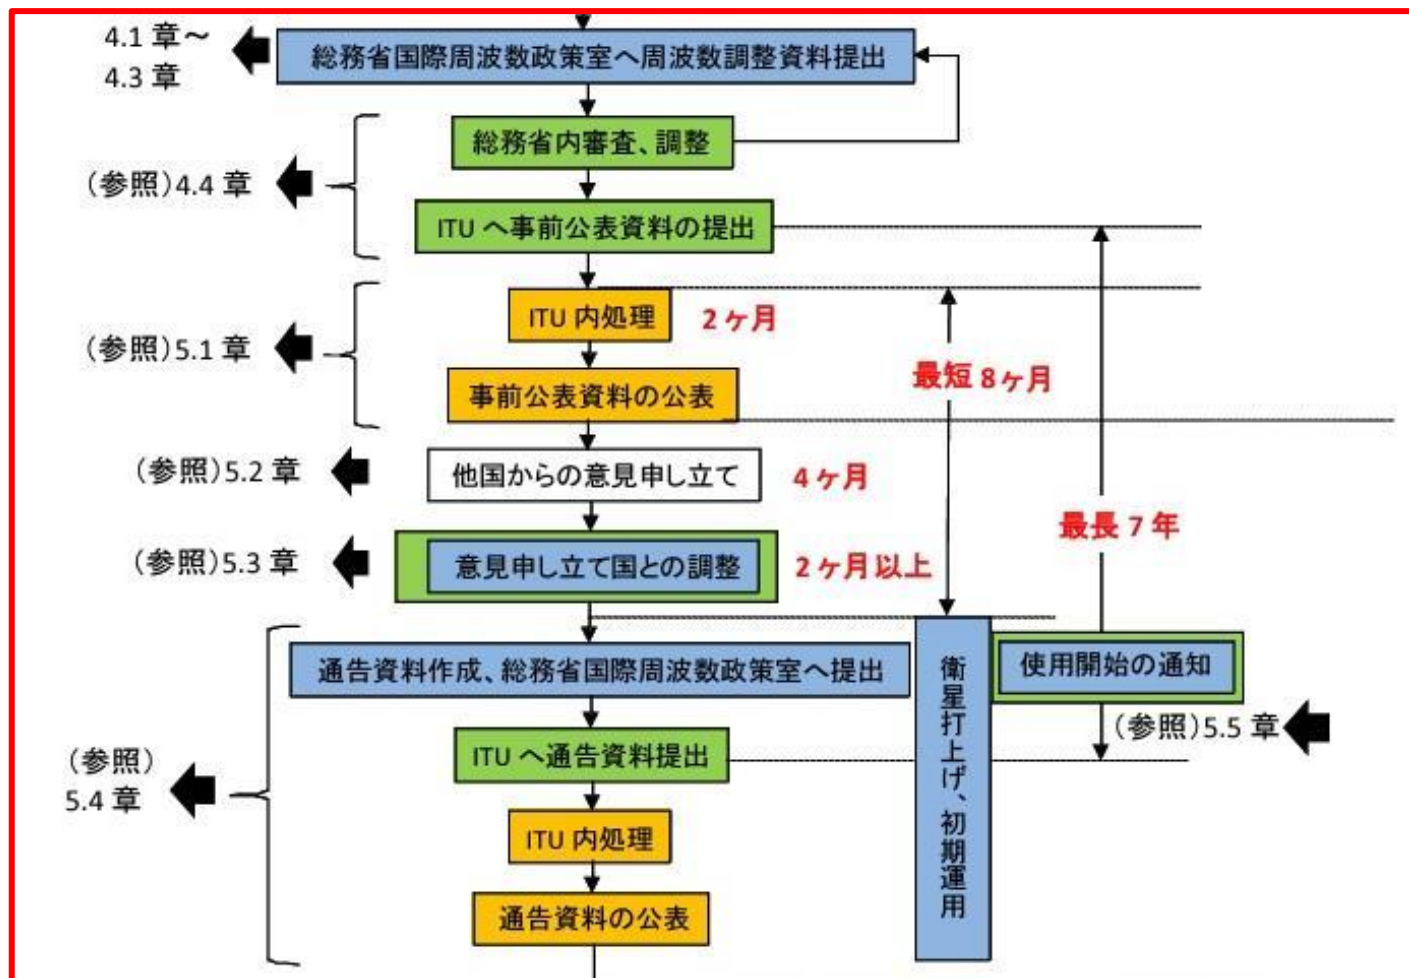 4.1 章～
4.3 章
総務省国際周波数政策室へ周波数調整資料提出
総務省内審査、調整
(参照)4.4 章
ITU へ事前公表資料の提出
ITU 内処理
2ヶ月
(参照)5.1 章
最短 8ヶ月
事前公表資料の公表
(参照)5.2 章
他国からの意見申し立て
4ヶ月
最長 7 年
(参照)5.3 章
意見申し立て国との調整
2ヶ月以上
通告資料作成、総務省国際周波数政策室へ提出
衛星打上げ、初期運用
使用開始の通知
(参照)5.5 章
ITU へ通告資料提出
(参照)
5.4 章
ITU 内処理
通告資料の公表